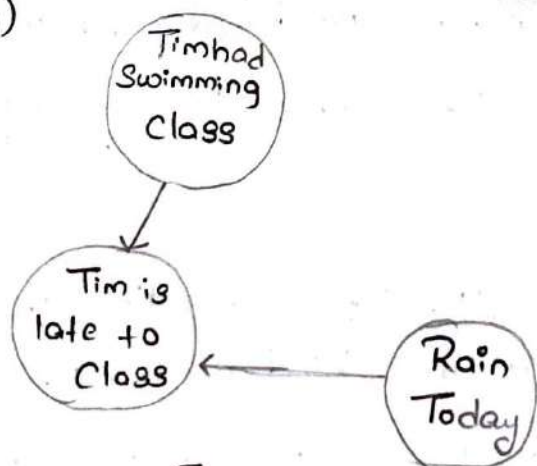 )
Timhad
Swimming
Class
Tim is
late to
Class
Rain
Today